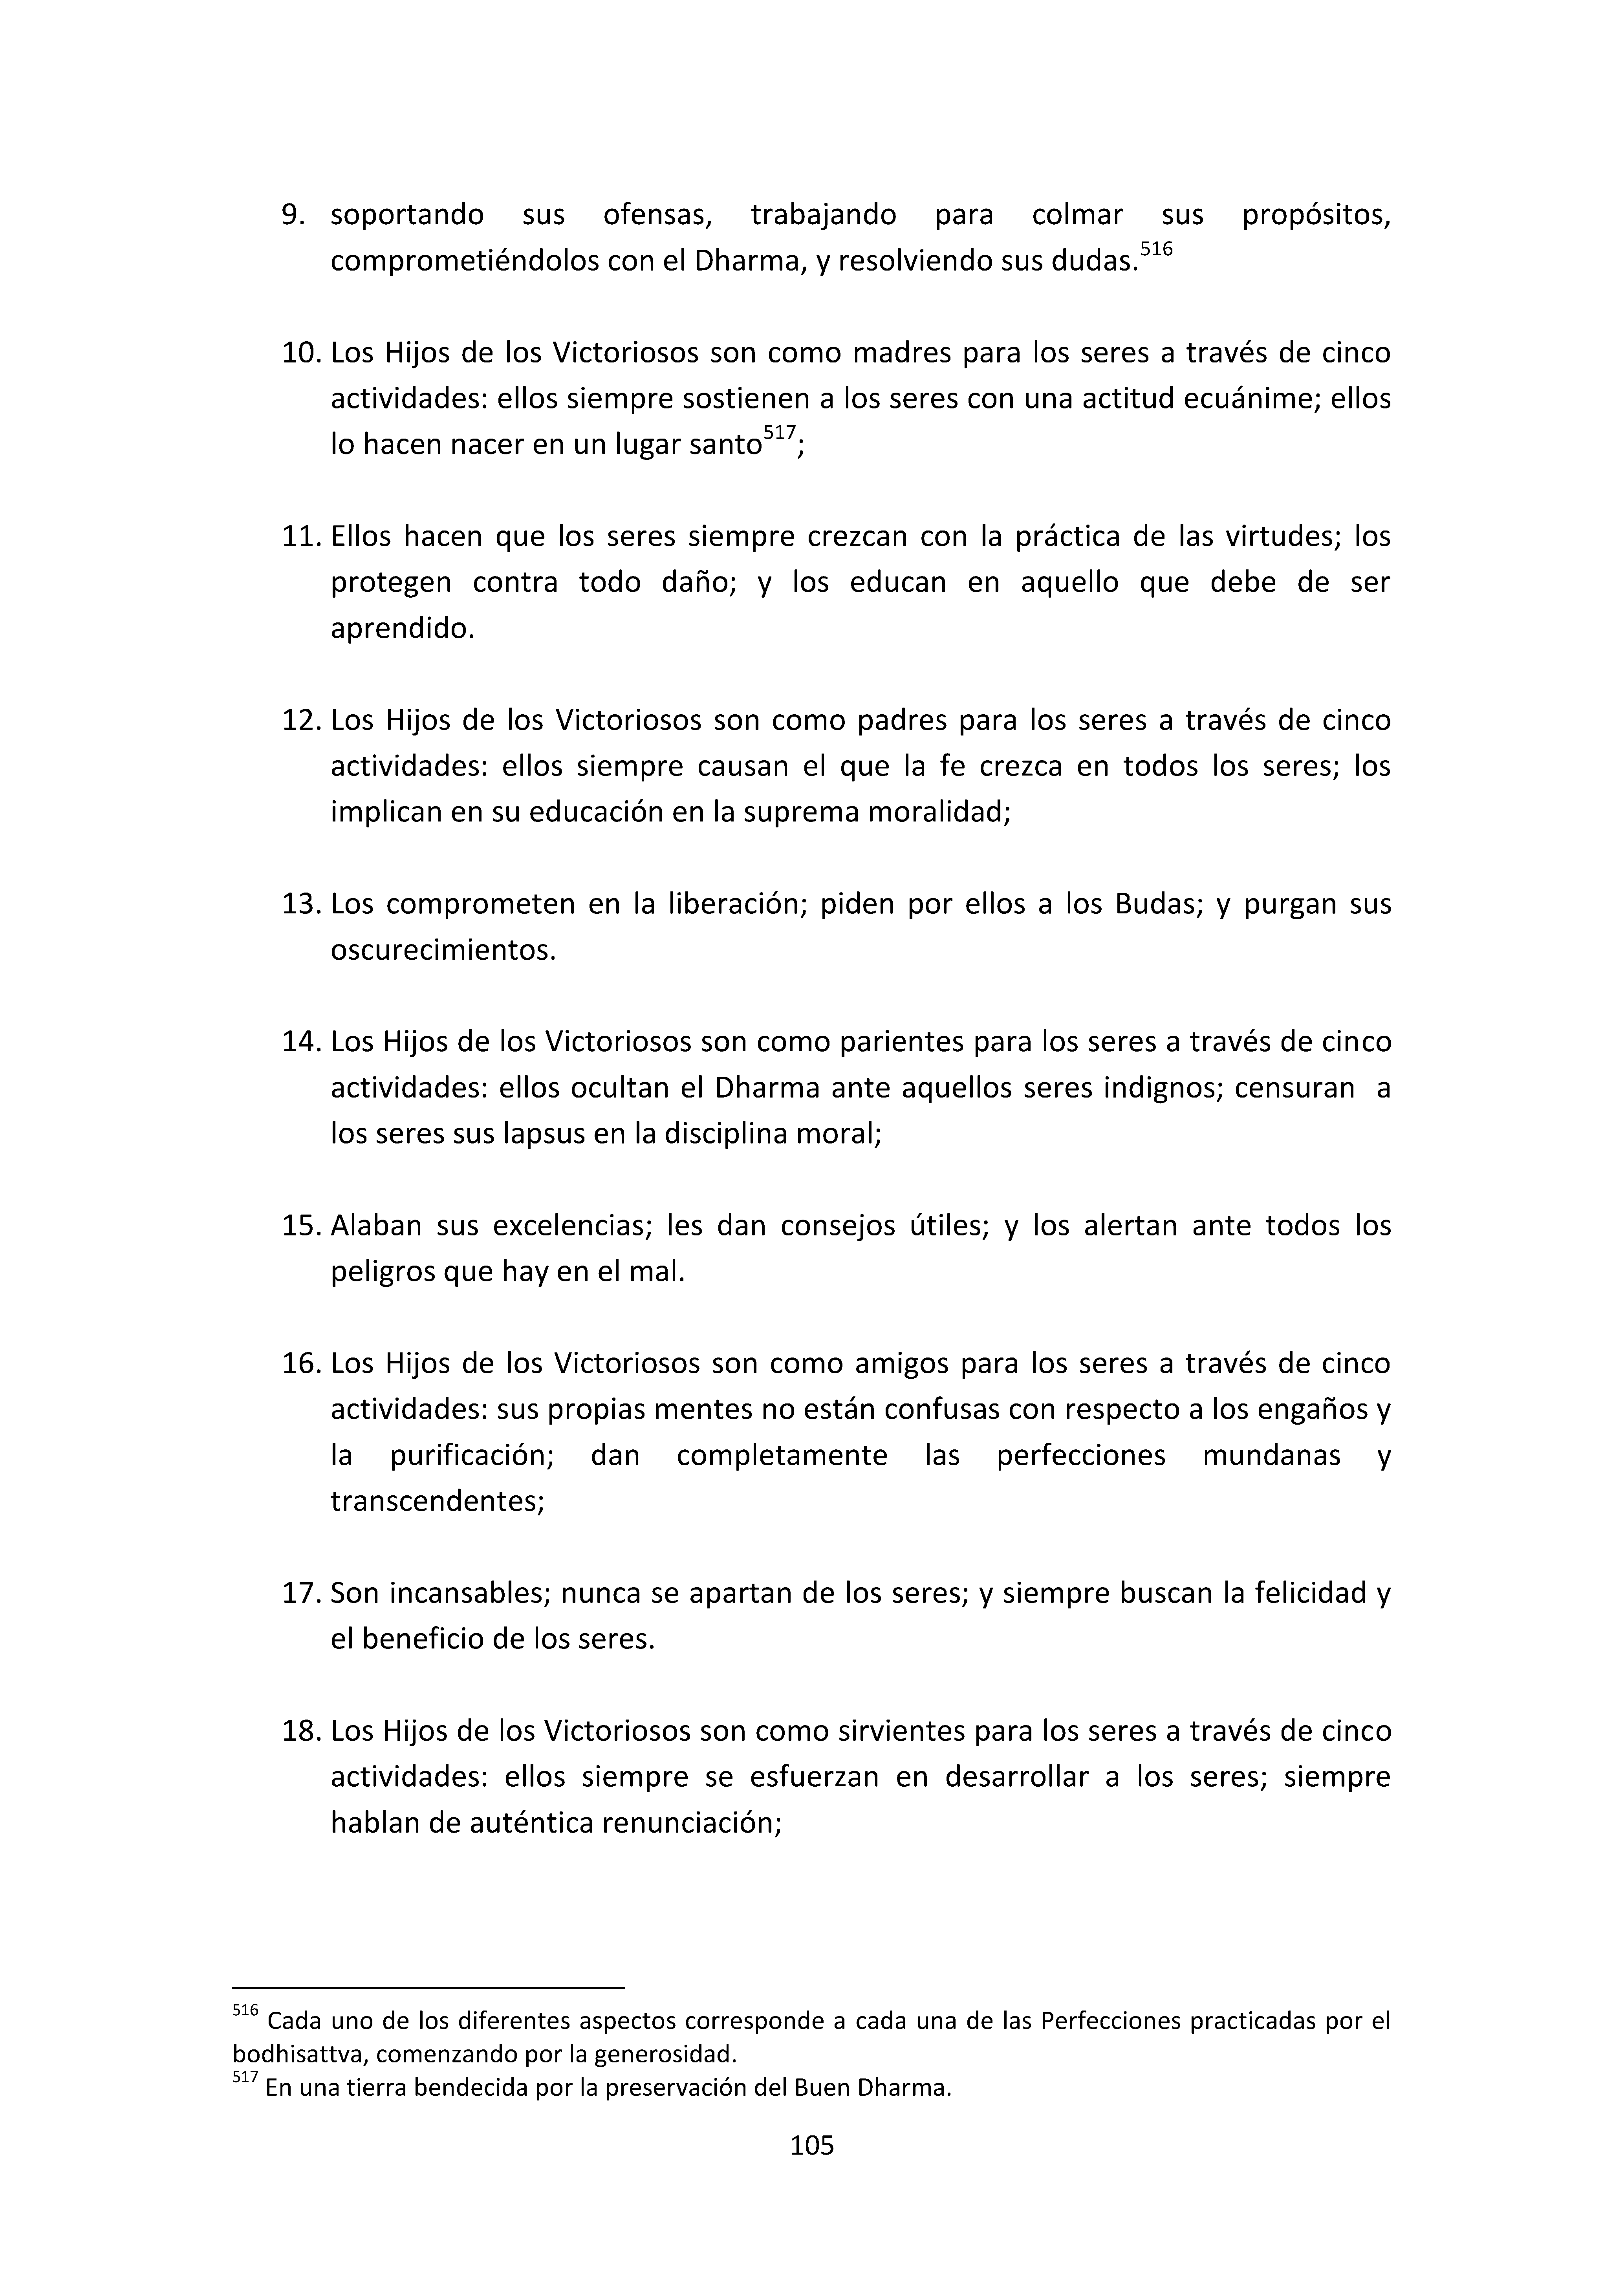 9. soportando sus ofensas, trabajando para colmar sus propósitos,
comprometiéndolos con el Dharma, y resolviendo sus dudas.516
10. Los Hijos de los Victoriosos son como madres para los seres a través de cinco
actividades: ellos siempre sostienen a los seres con una actitud ecuánime; ellos
lo hacen nacer en un lugar santo517;
11. Ellos hacen que los seres siempre crezcan con la práctica de las virtudes; los
protegen contra todo daño; y los educan en aquello que debe de ser
aprendido.
12. Los Hijos de los Victoriosos son como padres para los seres a través de cinco
actividades: ellos siempre causan el que la fe crezca en todos los seres; los
implican en su educación en la suprema moralidad;
13. Los comprometen en la liberación; piden por ellos a los Budas; y purgan sus
oscurecimientos.
14. Los Hijos de los Victoriosos son como parientes para los seres a través de cinco
actividades: ellos ocultan el Dharma ante aquellos seres indignos; censuran a
los seres sus lapsus en la disciplina moral;
15. Alaban sus excelencias; les dan consejos útiles; y los alertan ante todos los
peligros que hay en el mal.
16. Los Hijos de los Victoriosos son como amigos para los seres a través de cinco
actividades: sus propias mentes no están confusas con respecto a los engaños y
la purificación; dan completamente las perfecciones mundanas y
transcendentes;
17. Son incansables; nunca se apartan de los seres; y siempre buscan la felicidad y
el beneficio de los seres.
18. Los Hijos de los Victoriosos son como sirvientes para los seres a través de cinco
actividades: ellos siempre se esfuerzan en desarrollar a los seres; siempre
hablan de auténtica renunciación;
516 Cada uno de los diferentes aspectos corresponde a cada una de las Perfecciones practicadas por el
bodhisattva, comenzando por la generosidad.
517 En una tierra bendecida por la preservación del Buen Dharma.
105